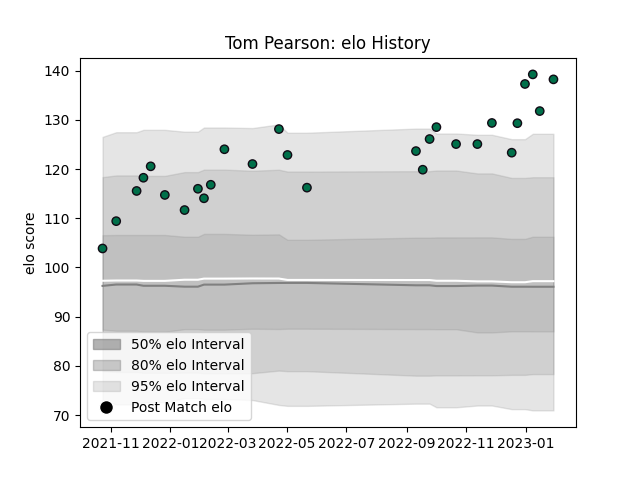 Tom Pearson: elo History
elo score
140
130
120
110
100
90
80
70
50% elo Interval
80% elo Interval
95% elo Interval
Post Match elo
2021-11 2022-01 2022-03 2022-05 2022-07 2022-09 2022-11 2023-01